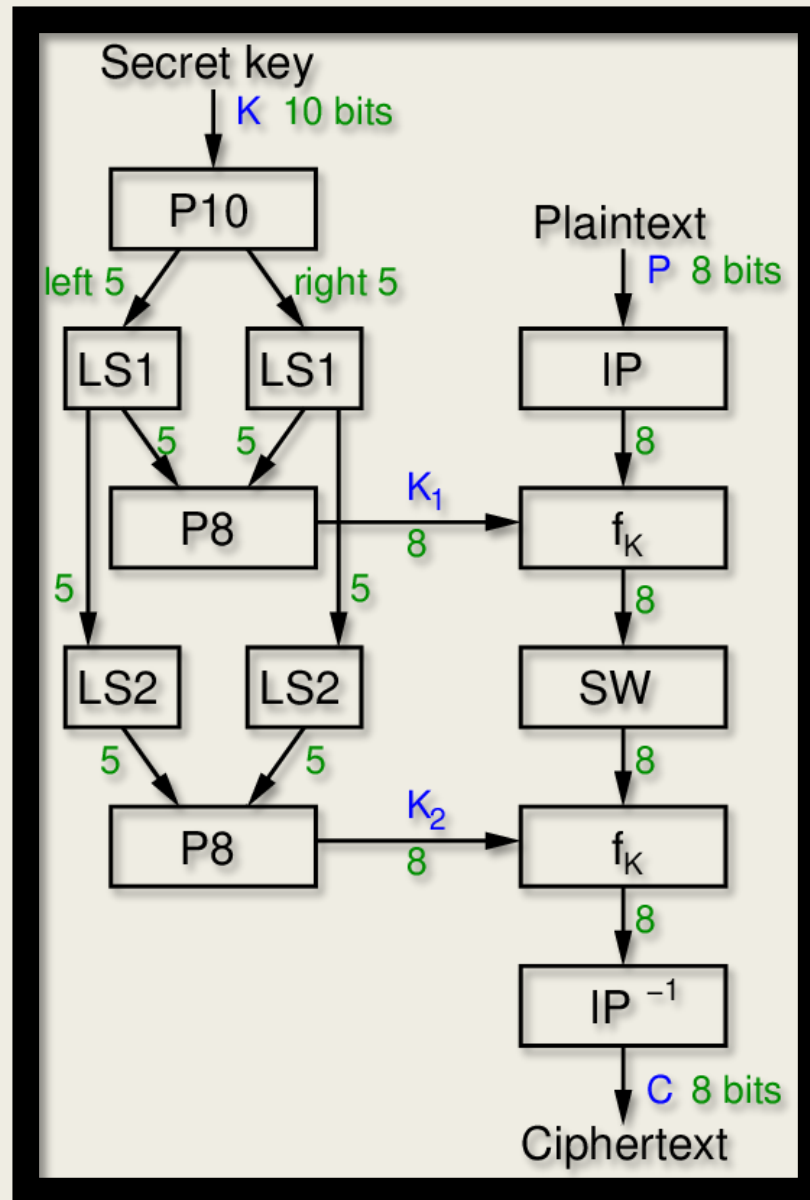 Secret key
K 10 bits
P10
left 5
right 5
LS1
LS1
5
5
P8
K1
8
5
5
LS2
LS2
5
5
P8
K2
8
Plaintext
P 8 bits
IP
8
fK
8
SW
8
fK
8
IP −1
C 8 bits
Ciphertext